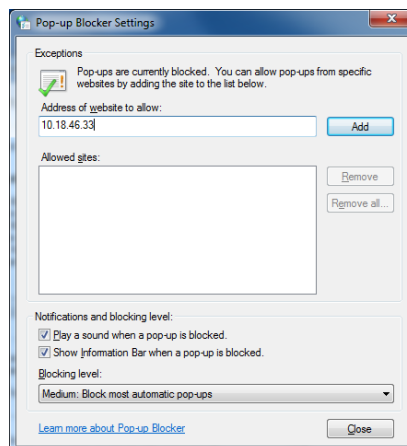 Pop-up Blocker Settings
x
Exceptions
Pop-ups are currently blocked. You can allow pop-ups from specific
websites by adding the site to the list below.
Address of website to allow:
10.18.46.33
Add
Allowed sites:
Remove
Remove all...
Notifications and blocking level:
Play a sound when a pop-up is blocked.
Show Information Bar when a pop-up is blocked.
Blocking level:
Medium: Block most automatic pop-ups
Learn more about Pop-up Blocker
Close